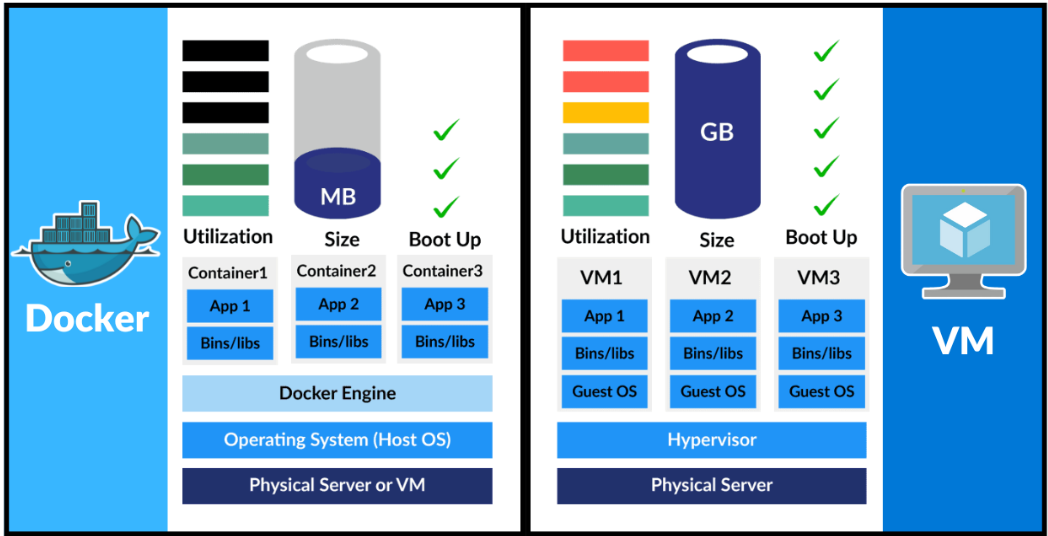 Docker
MB
Utilization
Size
Boot Up
Container1
App 1
Bins/libs
Container2
App 2
Bins/libs
Container3
App 3
Bins/libs
Docker Engine
Operating System (Host OS)
Physical Server or VM
GB
Utilization
Size
Boot Up
VM1
App 1
Bins/libs
Guest OS
VM2
App 2
Bins/libs
Guest OS
VM3
App 3
Bins/libs
Guest OS
Hypervisor
Physical Server
VM